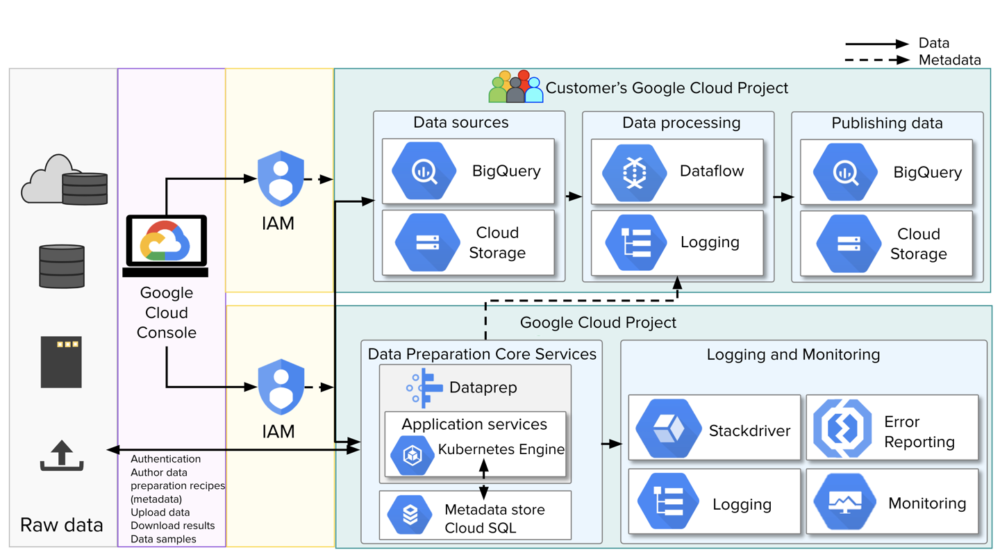 Data
Metadata
Customer’s Google Cloud Project
Data sources
BigQuery
Cloud
Storage
Data processing
Dataflow
Logging
Publishing data
BigQuery
Cloud
Storage
IAM
Google
Cloud
Console
IAM
Google Cloud Project
Data Preparation Core Services
Dataprep
Application services
Kubernetes Engine
Metadata store
Cloud SQL
Logging and Monitoring
Stackdriver
Error
Reporting
Logging
Monitoring
Authentication
Author data
preparation recipes
(metadata)
Upload data
Download results
Data samples
Raw data